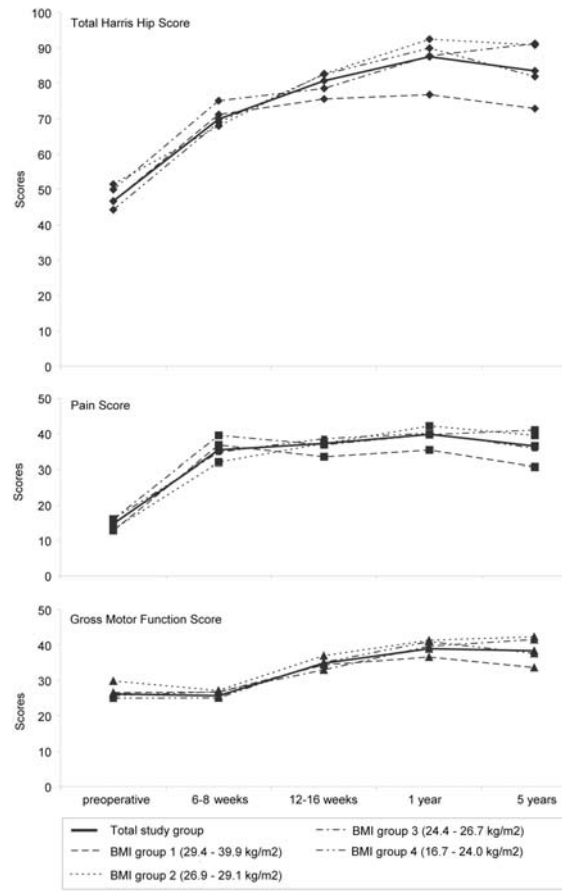 Total Harris Hip Score
100
90
80
70
60
50
40
30
20
10
0
Scores
Pain Score
50
40
30
20
10
0
Scores
Gross Motor Function Score
50
40
30
20
10
0
Scores
preoperative 6-8 weeks 12-16 weeks 1 year 5 years
Total study group
BMI group 1 (29.4 - 39.9 kg/m2)
BMI group 2 (26.9 - 29.1 kg/m2)
BMI group 3 (24.4 - 26.7 kg/m2)
BMI group 4 (16.7 - 24.0 kg/m2)